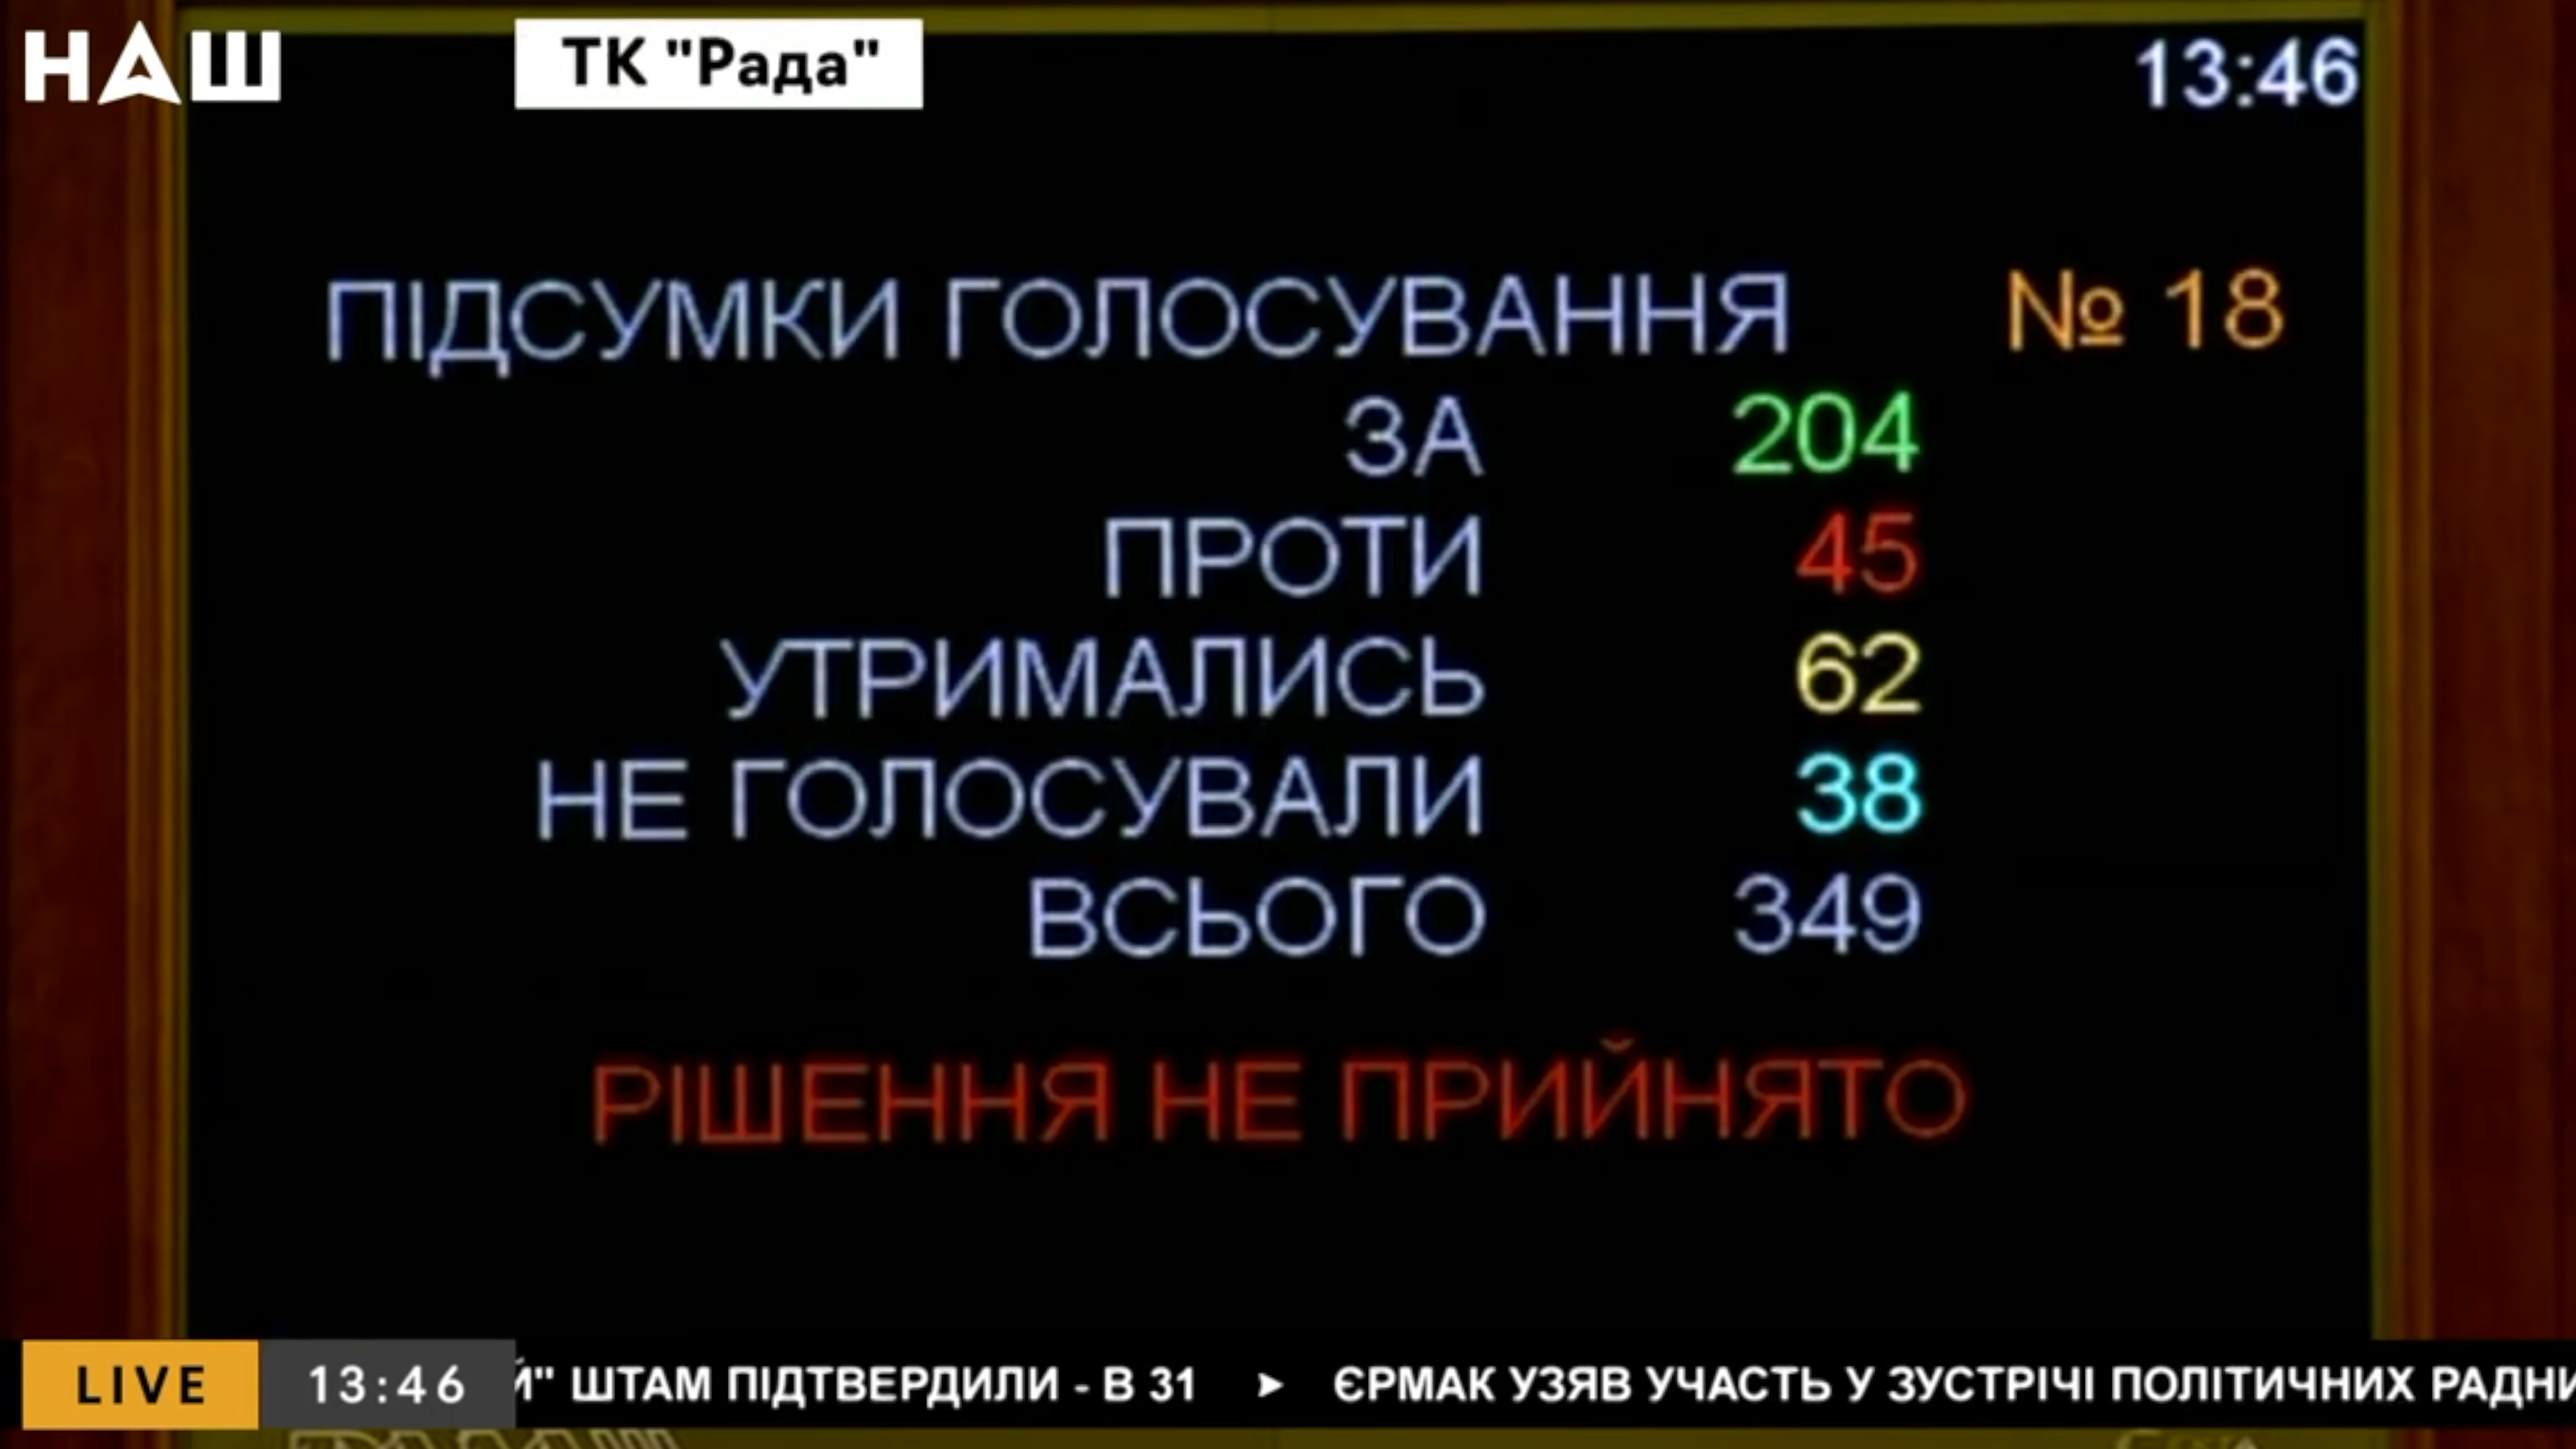 НАШ
ТК "Рада"
13:46
ПІДСУМКИ ГОЛОСУВАННЯ № 18
ЗА 204
ПРОТИ 45
УТРИМАЛИСЬ 62
НЕ ГОЛОСУВАЛИ 38
ВСЬОГО 349
РІШЕННЯ НЕ ПРИЙНЯТО
LIVE 13:46 Й" ШТАМ ПІДТВЕРДИЛИ - В 31 ➤ ЄРМАК УЗЯВ УЧАСТЬ У ЗУСТРІЧІ ПОЛІТИЧНИХ